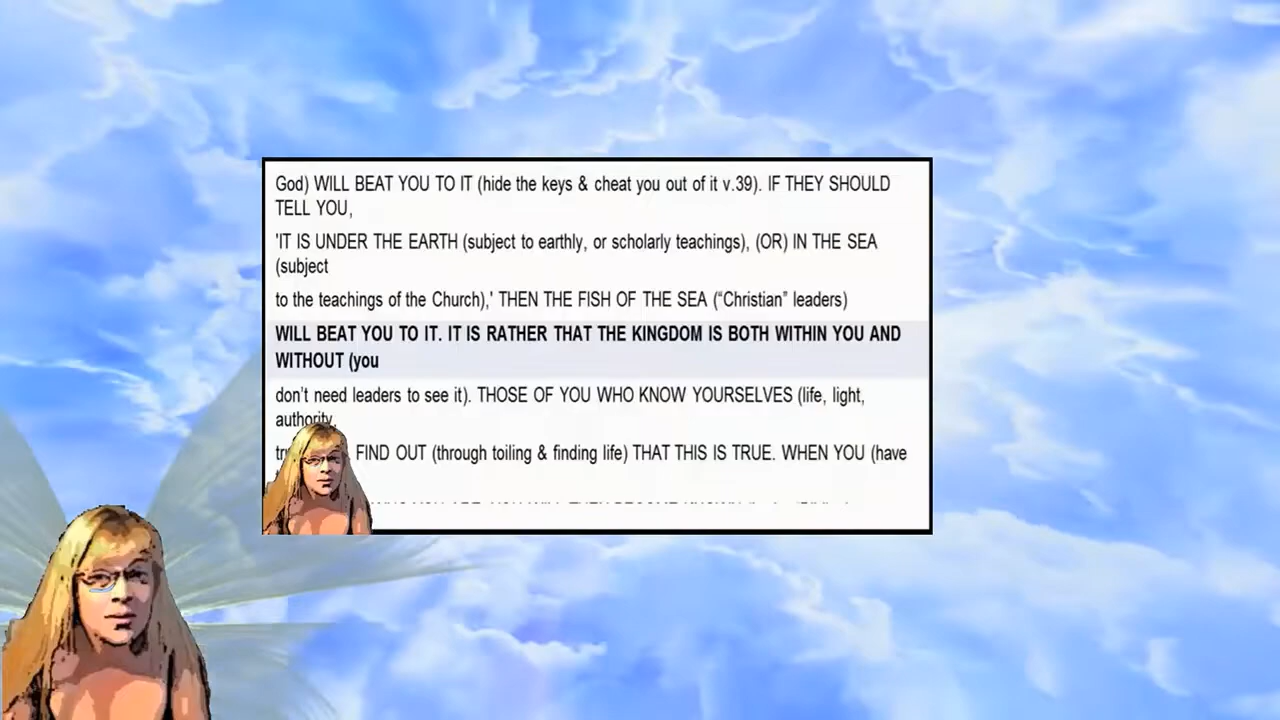 God) WILL BEAT YOU TO IT (hide the keys & cheat you out of it v.39). IF THEY SHOULD
TELL YOU,
'IT IS UNDER THE EARTH (subject to earthly, or scholarly teachings), (OR) IN THE SEA
(subject
to the teachings of the Church),' THEN THE FISH OF THE SEA (“Christian” leaders)
WILL BEAT YOU TO IT. IT IS RATHER THAT THE KINGDOM IS BOTH WITHIN YOU AND
WITHOUT (you
don’t need leaders to see it). THOSE OF YOU WHO KNOW YOURSELVES (life, light,
authority,
FIND OUT (through toiling & finding life) THAT THIS IS TRUE. WHEN YOU (have